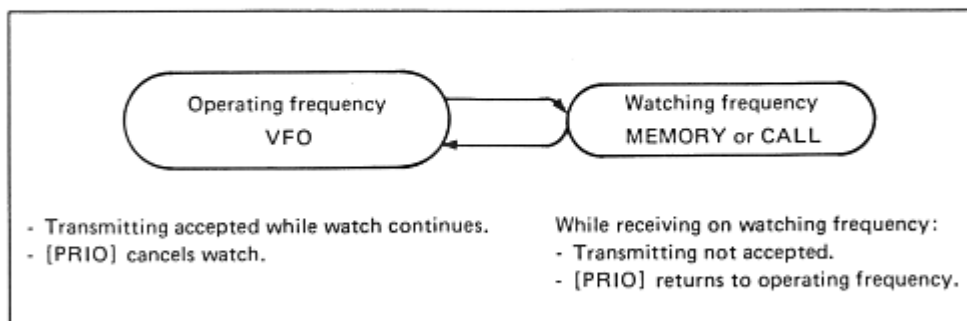 Operating frequency
VFO
Watching frequency
MEMORY or CALL
- Transmitting accepted while watch continues.
- [PRIO] cancels watch.
While receiving on watching frequency:
- Transmitting not accepted.
- [PRIO] returns to operating frequency.